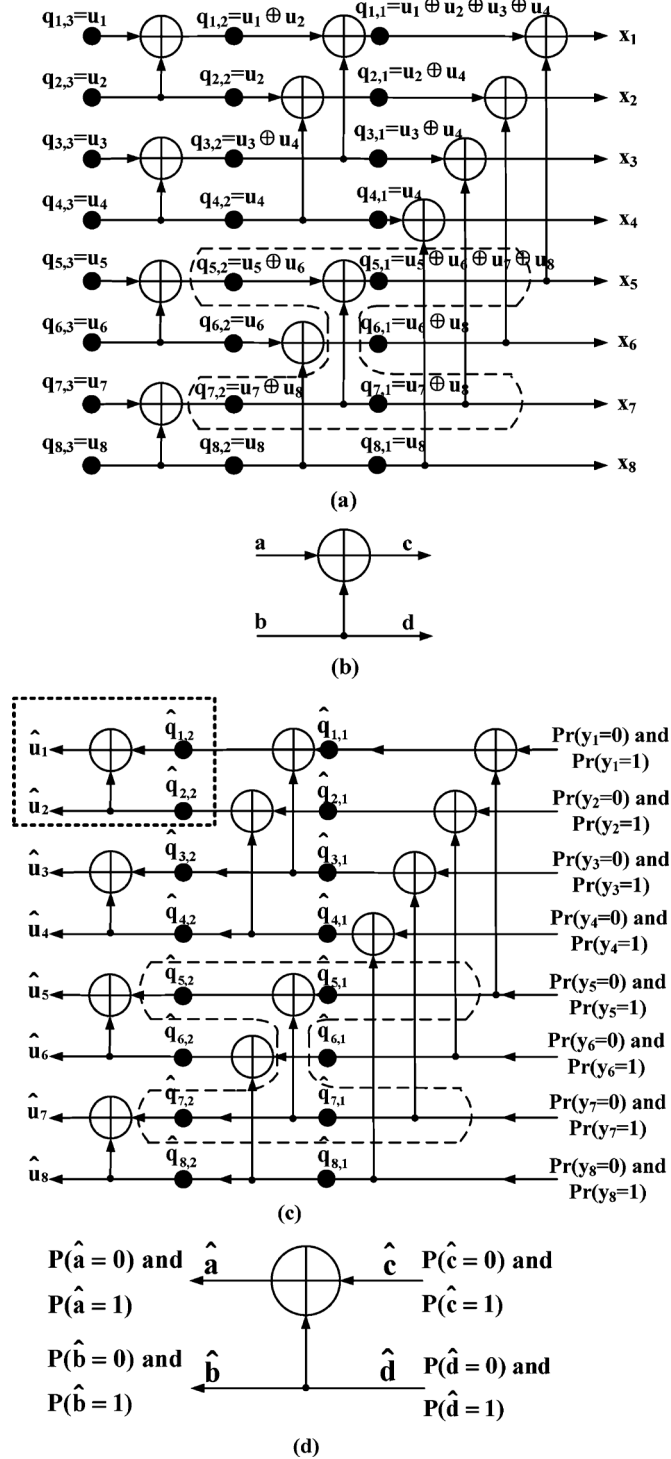 q1,3=u1 q1,2=u1 ⊕ u2 q1,1=u1 ⊕ u2 ⊕ u3 ⊕ u4 x1
q2,3=u2 q2,2=u2 q2,1=u2 ⊕ u4 x2
q3,3=u3 q3,2=u3 ⊕ u4 q3,1=u3 ⊕ u4 x3
q4,3=u4 q4,2=u4 q4,1=u4 x4
q5,3=u5 q5,2=u5 ⊕ u6 q5,1=u5 ⊕ u6 ⊕ u7 ⊕ u8 x5
q6,3=u6 q6,2=u6 q6,1=u6 ⊕ u8 x6
q7,3=u7 q7,2=u7 ⊕ u8 q7,1=u7 ⊕ u8 x7
q8,3=u8 q8,2=u8 q8,1=u8 x8
(a)
a c
b d
(b)
û1 q̂1,2 q̂1,1 Pr(y1=0) and
Pr(y1=1)
û2 q̂2,2 q̂2,1 Pr(y2=0) and
Pr(y2=1)
û3 q̂3,2 q̂3,1 Pr(y3=0) and
Pr(y3=1)
û4 q̂4,2 q̂4,1 Pr(y4=0) and
Pr(y4=1)
û5 q̂5,2 q̂5,1 Pr(y5=0) and
Pr(y5=1)
û6 q̂6,2 q̂6,1 Pr(y6=0) and
Pr(y6=1)
û7 q̂7,2 q̂7,1 Pr(y7=0) and
Pr(y7=1)
û8 q̂8,2 q̂8,1 Pr(y8=0) and
Pr(y8=1)
(c)
P(â = 0) and â ĉ P(ĉ = 0) and
P(â = 1) P(ĉ = 1)
P(b̂ = 0) and b̂ d̂ P(d̂ = 0) and
P(b̂ = 1) P(d̂ = 1)
(d)